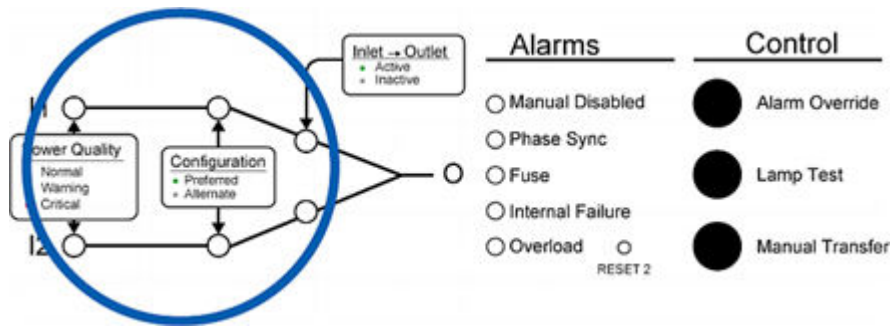 I1
Power Quality
Normal
Warning
Critical
I2
Configuration
Preferred
Alternate
Inlet → Outlet
Active
Inactive
O
Alarms
Manual Disabled
Phase Sync
Fuse
Internal Failure
Overload
RESET 2
Control
Alarm Override
Lamp Test
Manual Transfer